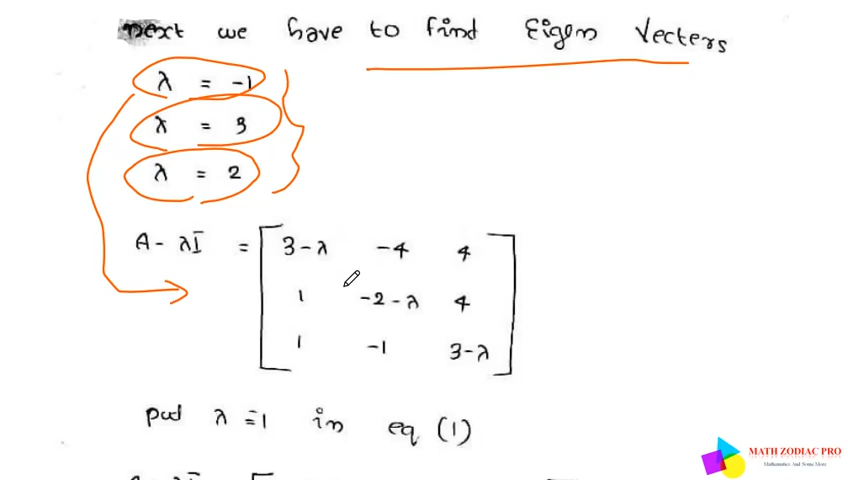 next we have to find Eigen Vecters
λ = -1
λ = 3
λ = 2
A - λI = [ 3-λ -4 4
1 -2-λ 4
1 -1 3-λ ]
put λ = -1 in eq (1)
MATH ZODIAC PRO
Mathematics And Some More